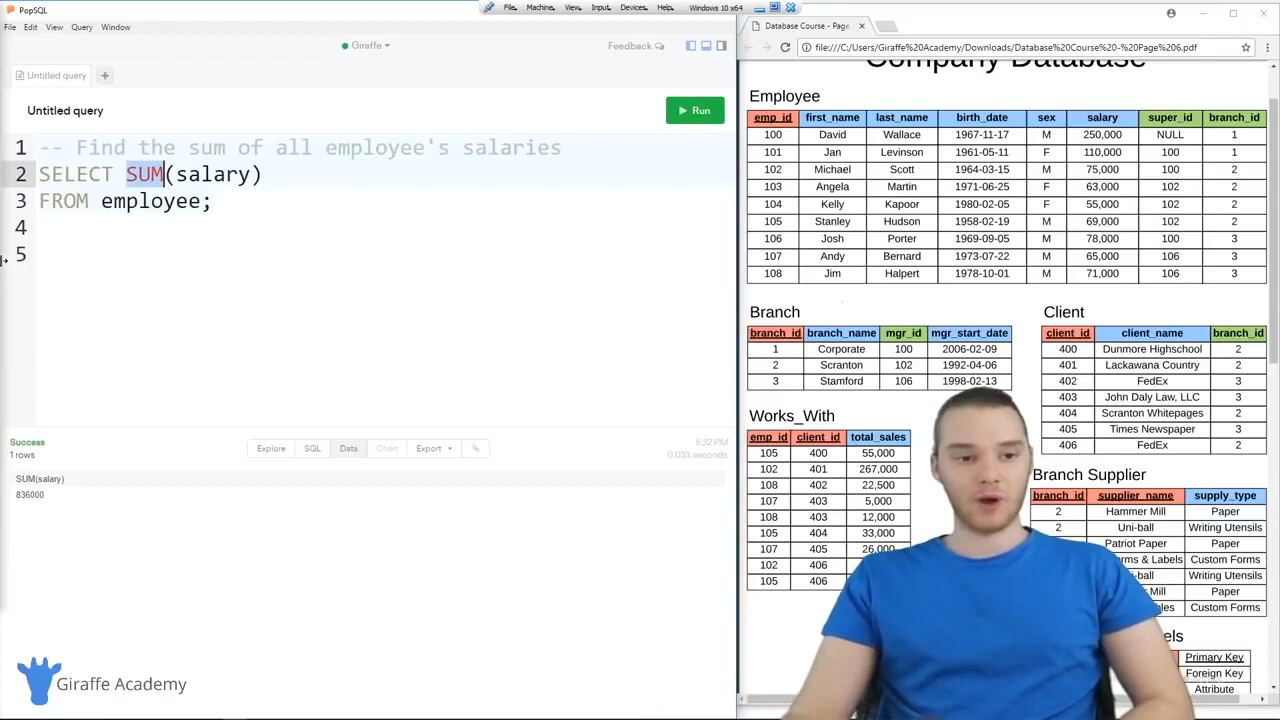 PopSQL
File Edit View Query Window
File Machine View Input Devices Help Windows 10 x64
Giraffe
Feedback
Untitled query
Untitled query
Run
1 -- Find the sum of all employee's salaries
2 SELECT SUM(salary)
3 FROM employee;
4
5
Success
1 rows
Explore SQL Data Chart Export
5:32 PM
0.033 seconds
SUM(salary)
836000
Giraffe Academy
Database Course - Page
file:///C:/Users/Giraffe%20Academy/Downloads/Database%20Course%20-%20Page%206.pdf
Company Database
Employee
emp_id first_name last_name birth_date sex salary super_id branch_id
100 David Wallace 1967-11-17 M 250,000 NULL 1
101 Jan Levinson 1961-05-11 F 110,000 100 1
102 Michael Scott 1964-03-15 M 75,000 100 2
103 Angela Martin 1971-06-25 F 63,000 102 2
104 Kelly Kapoor 1980-02-05 F 55,000 102 2
105 Stanley Hudson 1958-02-19 M 69,000 102 2
106 Josh Porter 1969-09-05 M 78,000 100 3
107 Andy Bernard 1973-07-22 M 65,000 106 3
108 Jim Halpert 1978-10-01 M 71,000 106 3
Branch
branch_id branch_name mgr_id mgr_start_date
1 Corporate 100 2006-02-09
2 Scranton 102 1992-04-06
3 Stamford 106 1998-02-13
Client
client_id client_name branch_id
400 Dunmore Highschool 2
401 Lackawana Country 2
402 FedEx 3
403 John Daly Law, LLC 3
404 Scranton Whitepages 2
405 Times Newspaper 3
406 FedEx 2
Works_With
emp_id client_id total_sales
105 400 55,000
102 401 267,000
108 402 22,500
107 403 5,000
108 403 12,000
105 404 33,000
107 405 26,000
102 406
105 406
Branch Supplier
branch_id supplier_name supply_type
2 Hammer Mill Paper
2 Uni-ball Writing Utensils
Patriot Paper Paper
& Labels Custom Forms
Writing Utensils
Mill Paper
Custom Forms
Primary Key
Foreign Key
Attribute